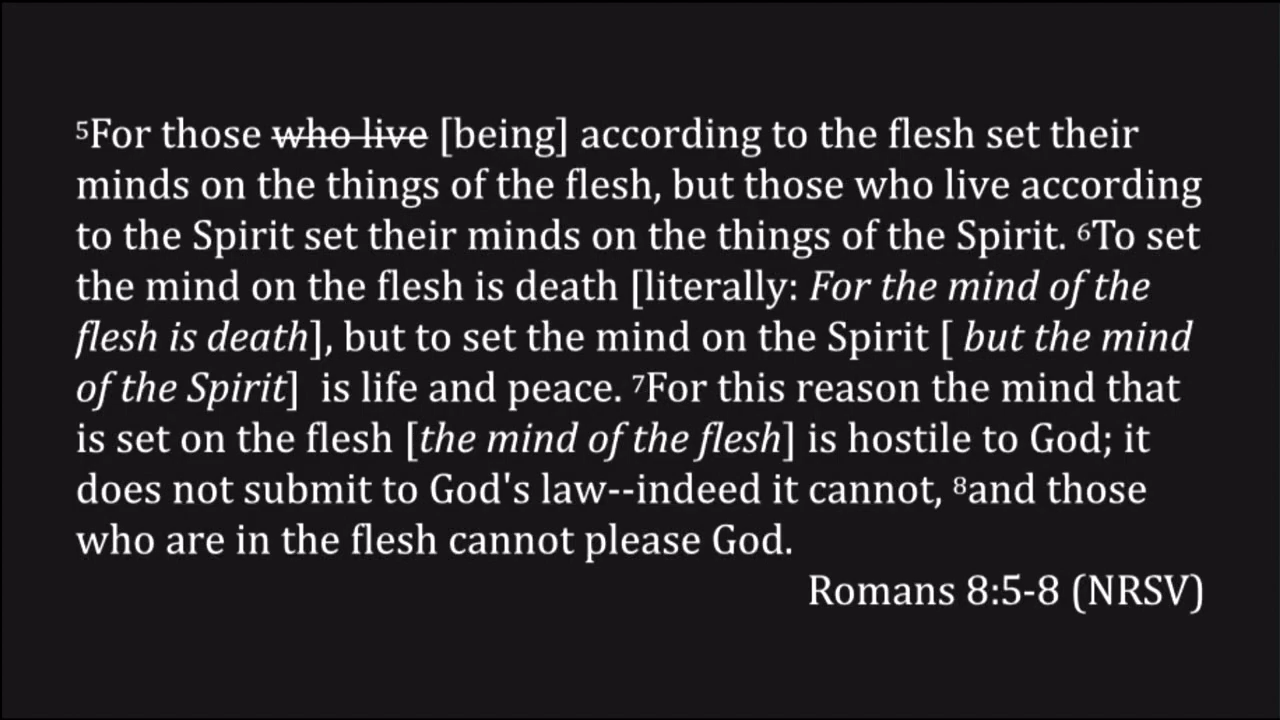 ⁵For those who live [being] according to the flesh set their
minds on the things of the flesh, but those who live according
to the Spirit set their minds on the things of the Spirit. ⁶To set
the mind on the flesh is death [literally: For the mind of the
flesh is death], but to set the mind on the Spirit [ but the mind
of the Spirit]  is life and peace. ⁷For this reason the mind that
is set on the flesh [the mind of the flesh] is hostile to God; it
does not submit to God's law--indeed it cannot, ⁸and those
who are in the flesh cannot please God.
Romans 8:5-8 (NRSV)